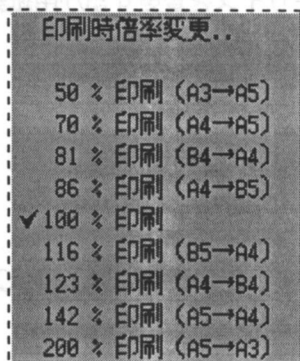 印刷時倍率変更..
50 % 印刷 (A3→A5)
70 % 印刷 (A4→A5)
81 % 印刷 (B4→A4)
86 % 印刷 (A4→B5)
✔100 % 印刷
116 % 印刷 (B5→A4)
123 % 印刷 (A4→B4)
142 % 印刷 (A5→A4)
200 % 印刷 (A5→A3)